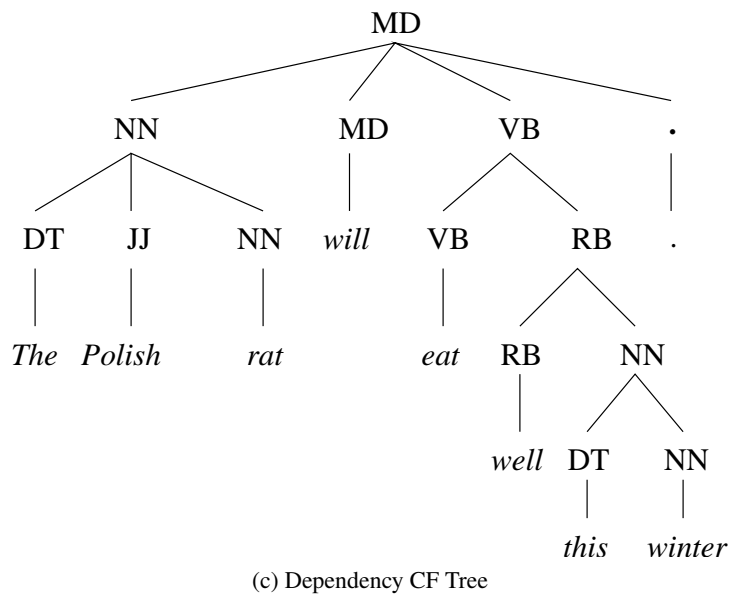 MD
NN MD VB .
DT JJ NN will VB RB .
The Polish rat eat RB NN
well DT NN
this winter
(c) Dependency CF Tree